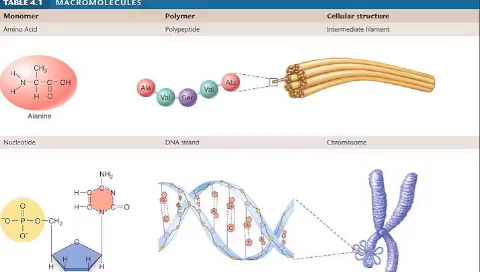 TABLE 4.1 MACROMOLECULES
Monomer Polymer Cellular structure
Amino Acid Polypeptide Intermediate filament
CH3
H
N C C OH
H H O
Ala Val Ser Val Ala
Alanine
Nucleotide DNA strand Chromosome
NH2
H C C N
H C N C O
O
O P O CH2
O-
O
H H H H